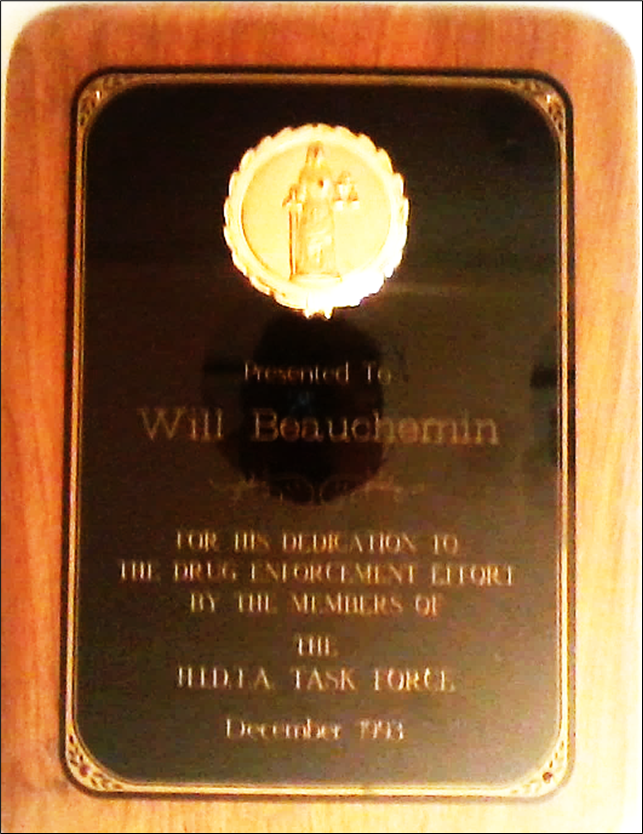 Presented To
Will Beauchemin
FOR HIS DEDICATION TO
THE DRUG ENFORCEMENT EFFORT
BY THE MEMBERS OF
THE
H.I.D.T.A. TASK FORCE
December 1993